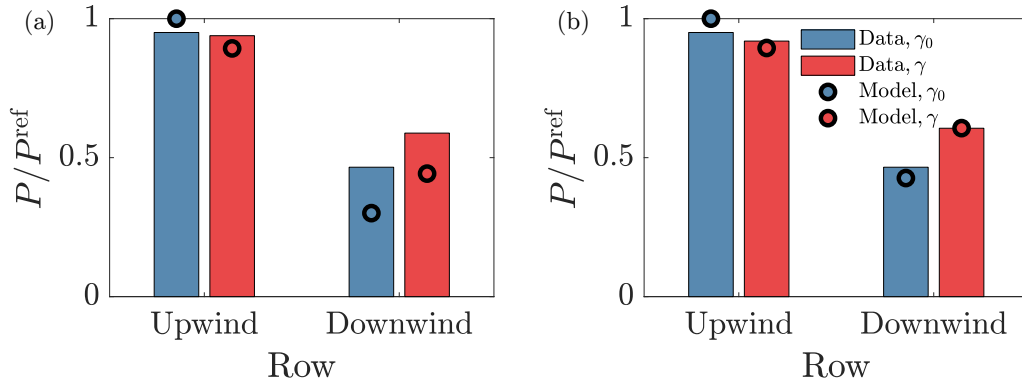 (a)
P/P^ref
1
0.5
0
Upwind Downwind
Row
(b)
P/P^ref
1
0.5
0
Data, γ₀
Data, γ
Model, γ₀
Model, γ
Upwind Downwind
Row